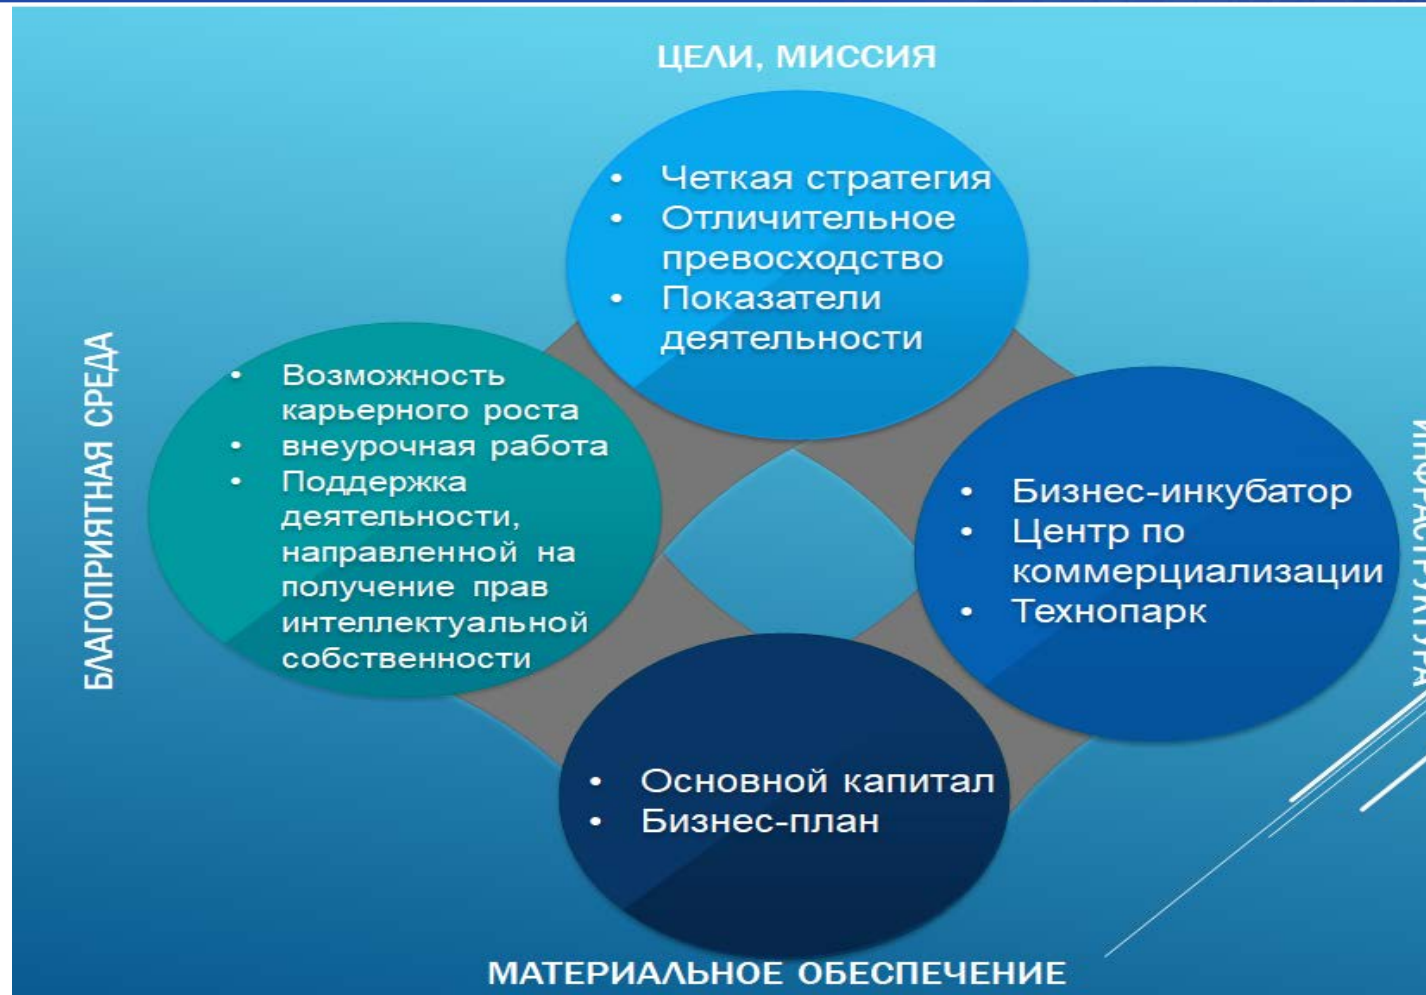 ЦЕЛИ, МИССИЯ
• Четкая стратегия
• Отличительное
превосходство
• Показатели
деятельности
БЛАГОПРИЯТНАЯ СРЕДА
• Возможность
карьерного роста
• внеурочная работа
• Поддержка
деятельности,
направленной на
получение прав
интеллектуальной
собственности
ИНФРАСТРУКТУРА
• Бизнес-инкубатор
• Центр по
коммерциализации
• Технопарк
• Основной капитал
• Бизнес-план
МАТЕРИАЛЬНОЕ ОБЕСПЕЧЕНИЕ